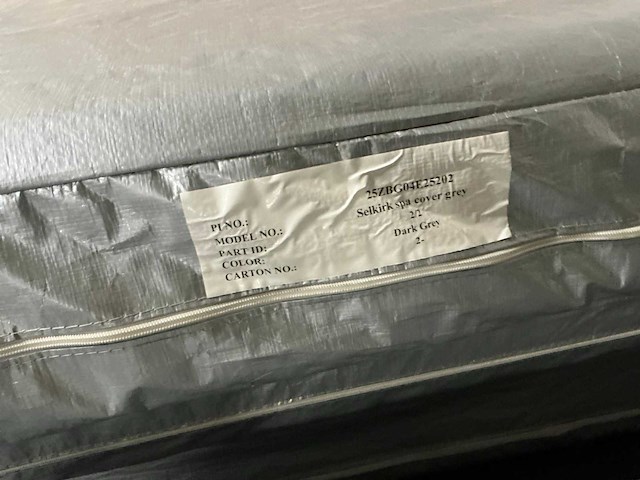 PI NO.: 25ZBG04E25202
MODEL NO.: Selkirk spa cover grey
PART ID: 2/2
COLOR: Dark Grey
CARTON NO.: 2-